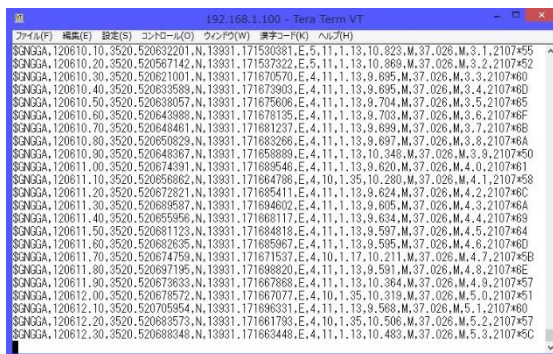 192.168.1.100 - Tera Term VT
ファイル(F) 編集(E) 設定(S) コントロール(O) ウィンドウ(W) 漢字コード(K) ヘルプ(H)
$GNGGA,120610.10,3520.520632201,N,13931.171530381,E,5,11,1.13,10.823,M,37.026,M,3.1,2107*55
$GNGGA,120610.20,3520.520567142,N,13931.171537322,E,5,11,1.13,10.869,M,37.026,M,3.2,2107*52
$GNGGA,120610.30,3520.520621001,N,13931.171670570,E,4,11,1.13,9.695,M,37.026,M,3.3,2107*60
$GNGGA,120610.40,3520.520633589,N,13931.171673903,E,4,11,1.13,9.695,M,37.026,M,3.4,2107*6D
$GNGGA,120610.50,3520.520638057,N,13931.171675606,E,4,11,1.13,9.704,M,37.026,M,3.5,2107*65
$GNGGA,120610.60,3520.520643988,N,13931.171678135,E,4,11,1.13,9.703,M,37.026,M,3.6,2107*6F
$GNGGA,120610.70,3520.520648461,N,13931.171681237,E,4,11,1.13,9.699,M,37.026,M,3.7,2107*6B
$GNGGA,120610.80,3520.520650829,N,13931.171683266,E,4,11,1.13,9.697,M,37.026,M,3.8,2107*6A
$GNGGA,120610.90,3520.520648367,N,13931.171658889,E,4,11,1.13,10.348,M,37.026,M,3.9,2107*50
$GNGGA,120611.00,3520.520674391,N,13931.171689546,E,4,11,1.13,9.620,M,37.026,M,4.0,2107*61
$GNGGA,120611.10,3520.520656862,N,13931.171664786,E,4,10,1.35,10.280,M,37.026,M,4.1,2107*58
$GNGGA,120611.20,3520.520672821,N,13931.171685411,E,4,11,1.13,9.624,M,37.026,M,4.2,2107*6C
$GNGGA,120611.30,3520.520689587,N,13931.171694602,E,4,11,1.13,9.605,M,37.026,M,4.3,2107*6A
$GNGGA,120611.40,3520.520655956,N,13931.171668117,E,4,11,1.13,9.634,M,37.026,M,4.4,2107*69
$GNGGA,120611.50,3520.520681123,N,13931.171684818,E,4,11,1.13,9.597,M,37.026,M,4.5,2107*64
$GNGGA,120611.60,3520.520682635,N,13931.171685967,E,4,11,1.13,9.595,M,37.026,M,4.6,2107*6D
$GNGGA,120611.70,3520.520674759,N,13931.171671537,E,4,10,1.17,10.211,M,37.026,M,4.7,2107*5B
$GNGGA,120611.80,3520.520697195,N,13931.171698820,E,4,11,1.13,9.591,M,37.026,M,4.8,2107*6E
$GNGGA,120611.90,3520.520673633,N,13931.171667868,E,4,11,1.13,10.364,M,37.026,M,4.9,2107*57
$GNGGA,120612.00,3520.520678572,N,13931.171667077,E,4,10,1.35,10.319,M,37.026,M,5.0,2107*51
$GNGGA,120612.10,3520.520705954,N,13931.171696331,E,4,11,1.13,9.568,M,37.026,M,5.1,2107*60
$GNGGA,120612.20,3520.520683573,N,13931.171661793,E,4,10,1.35,10.506,M,37.026,M,5.2,2107*57
$GNGGA,120612.30,3520.520688348,N,13931.171663448,E,4,11,1.13,10.483,M,37.026,M,5.3,2107*5C